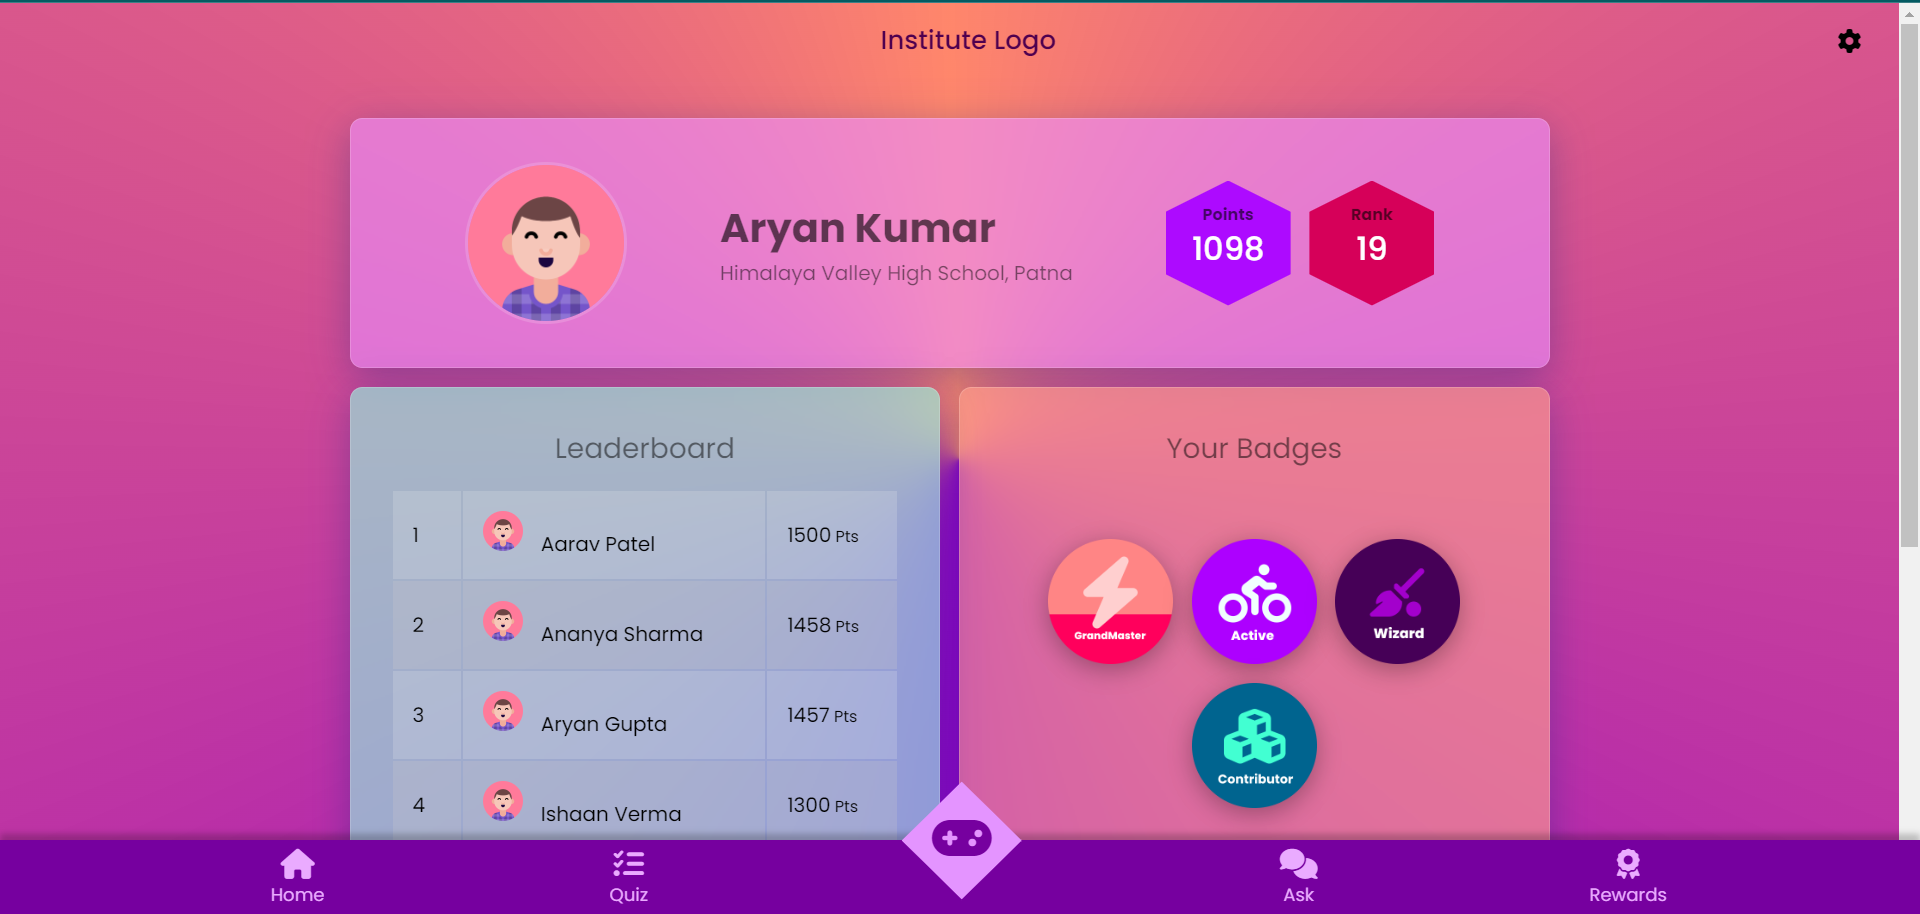 Institute Logo
Aryan Kumar
Himalaya Valley High School, Patna
Points
1098
Rank
19
Leaderboard
1 Aarav Patel 1500 Pts
2 Ananya Sharma 1458 Pts
3 Aryan Gupta 1457 Pts
4 Ishaan Verma 1300 Pts
Your Badges
GrandMaster
Active
Wizard
Contributor
Home
Quiz
Ask
Rewards